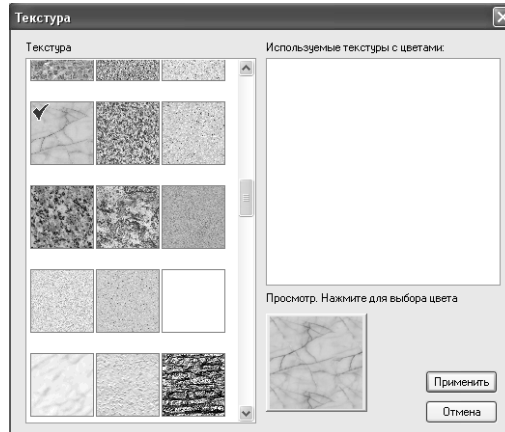 Текстура
Текстура
Используемые текстуры с цветами:
Просмотр. Нажмите для выбора цвета
Применить
Отмена